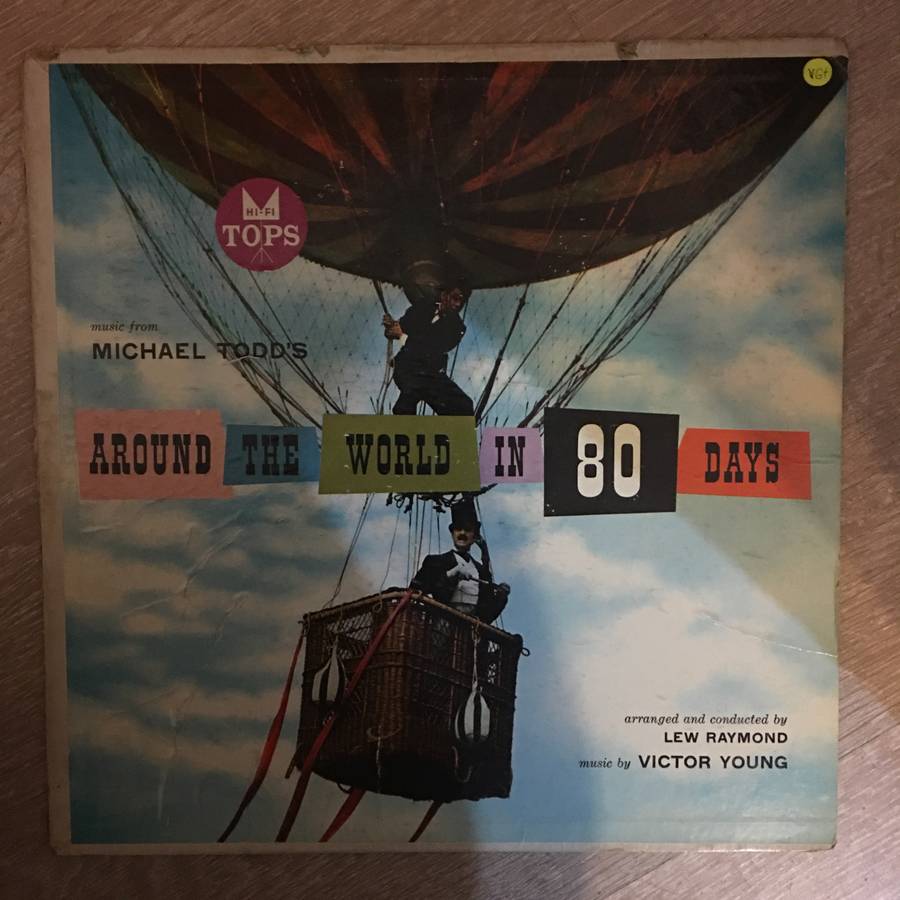 VG+
HI-FI
TOPS
music from
MICHAEL TODD'S
AROUND THE WORLD IN 80 DAYS
arranged and conducted by
LEW RAYMOND
music by VICTOR YOUNG